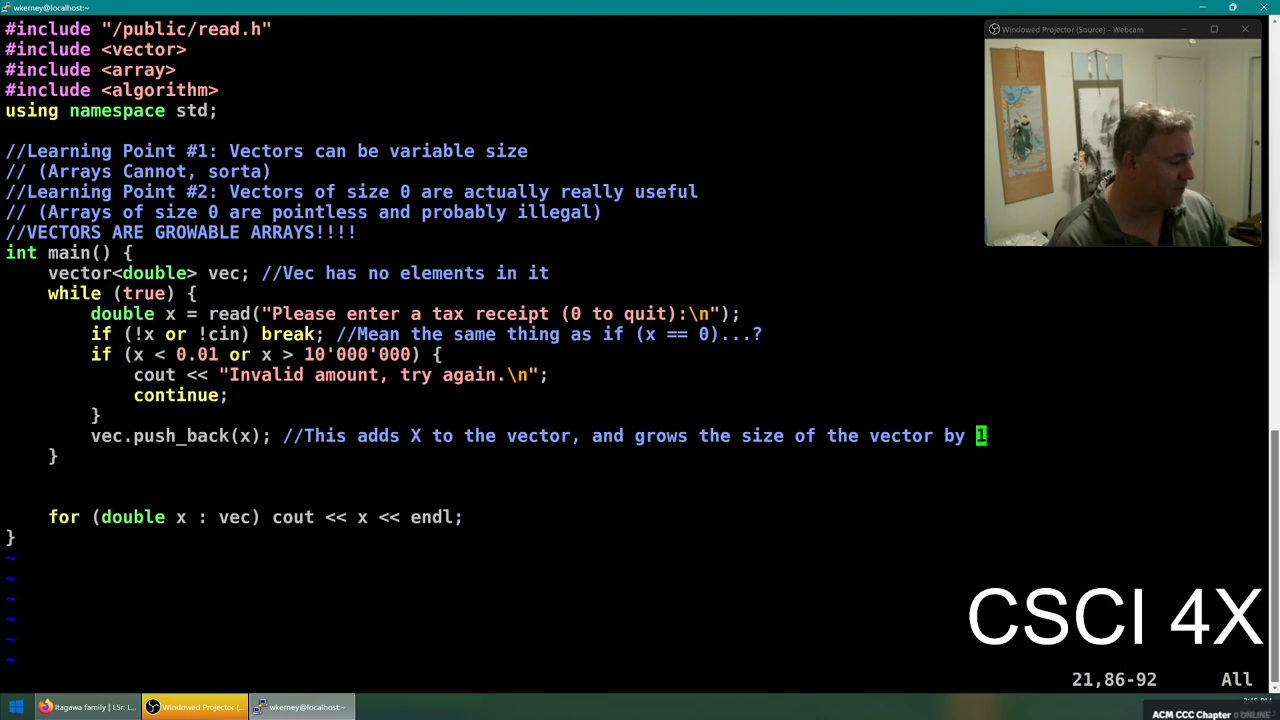 wkerney@localhost:~
#include "/public/read.h"
#include <vector>
#include <array>
#include <algorithm>
using namespace std;
//Learning Point #1: Vectors can be variable size
// (Arrays Cannot, sorta)
//Learning Point #2: Vectors of size 0 are actually really useful
// (Arrays of size 0 are pointless and probably illegal)
//VECTORS ARE GROWABLE ARRAYS!!!!
int main() {
vector<double> vec; //Vec has no elements in it
while (true) {
double x = read("Please enter a tax receipt (0 to quit):\n");
if (!x or !cin) break; //Mean the same thing as if (x == 0)...?
if (x < 0.01 or x > 10'000'000) {
cout << "Invalid amount, try again.\n";
continue;
}
vec.push_back(x); //This adds X to the vector, and grows the size of the vector by 1
}
for (double x : vec) cout << x << endl;
}
~
~
~
~
~
~
Windowed Projector (Source) - Webcam
CSCI 4X
21,86-92 All
Itagawa family | L5r: L...
Windowed Projector (...
wkerney@localhost:~
ACM CCC Chapter 0 ONLINE